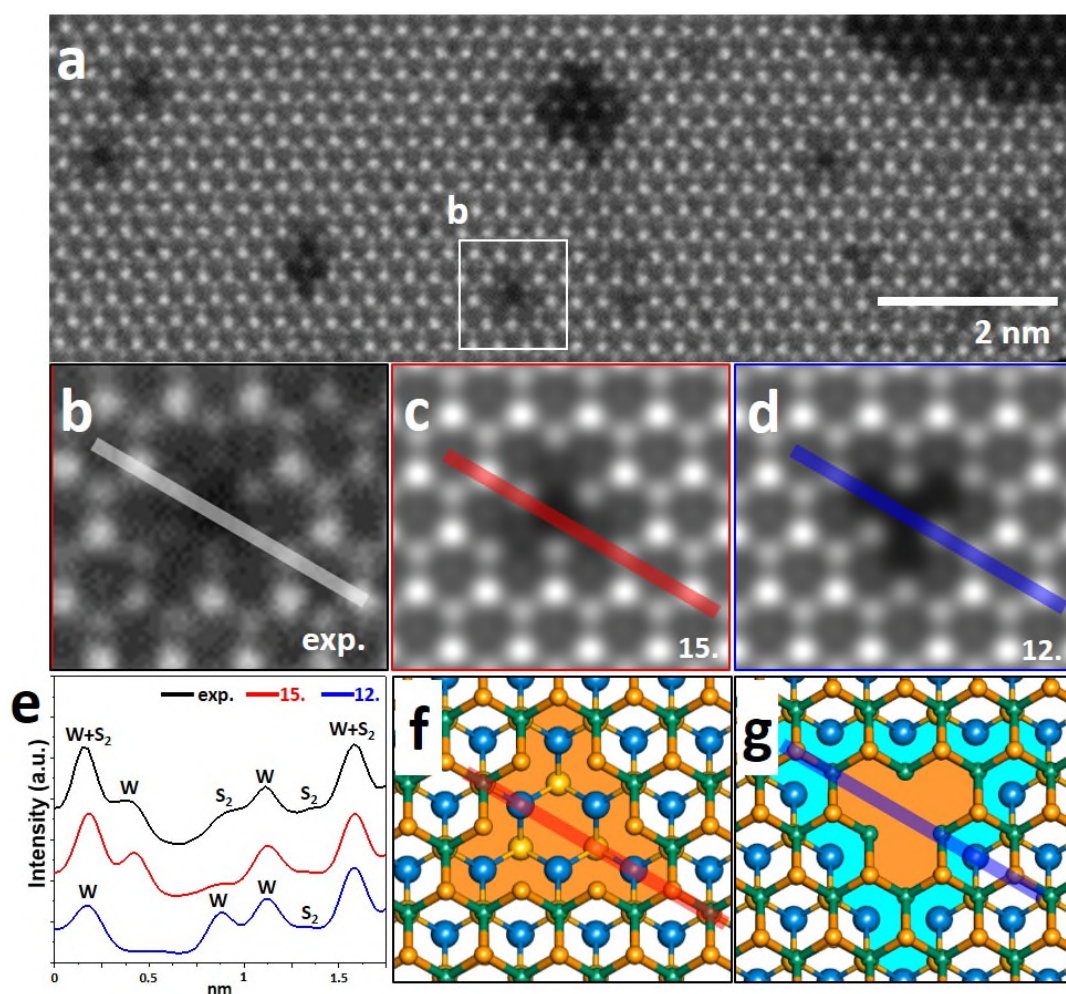 a
b
2 nm
b
exp.
c
15.
d
12.
e
exp. 15. 12.
W+S₂
W
S₂
W
S₂
W+S₂
W
W
W
S₂
Intensity (a.u.)
0 0.5 1 1.5
nm
f
g